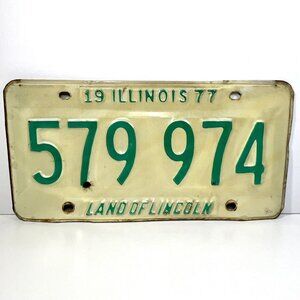 19 ILLINOIS 77
579 974
LAND OF LINCOLN